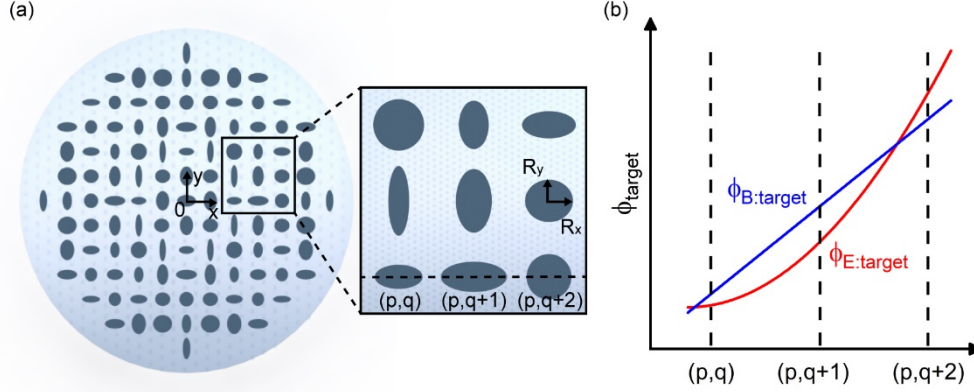 (a)
y
0
x
R_y
R_x
(p,q)
(p,q+1)
(p,q+2)
(b)
ϕ_target
ϕ_B:target
ϕ_E:target
(p,q)
(p,q+1)
(p,q+2)